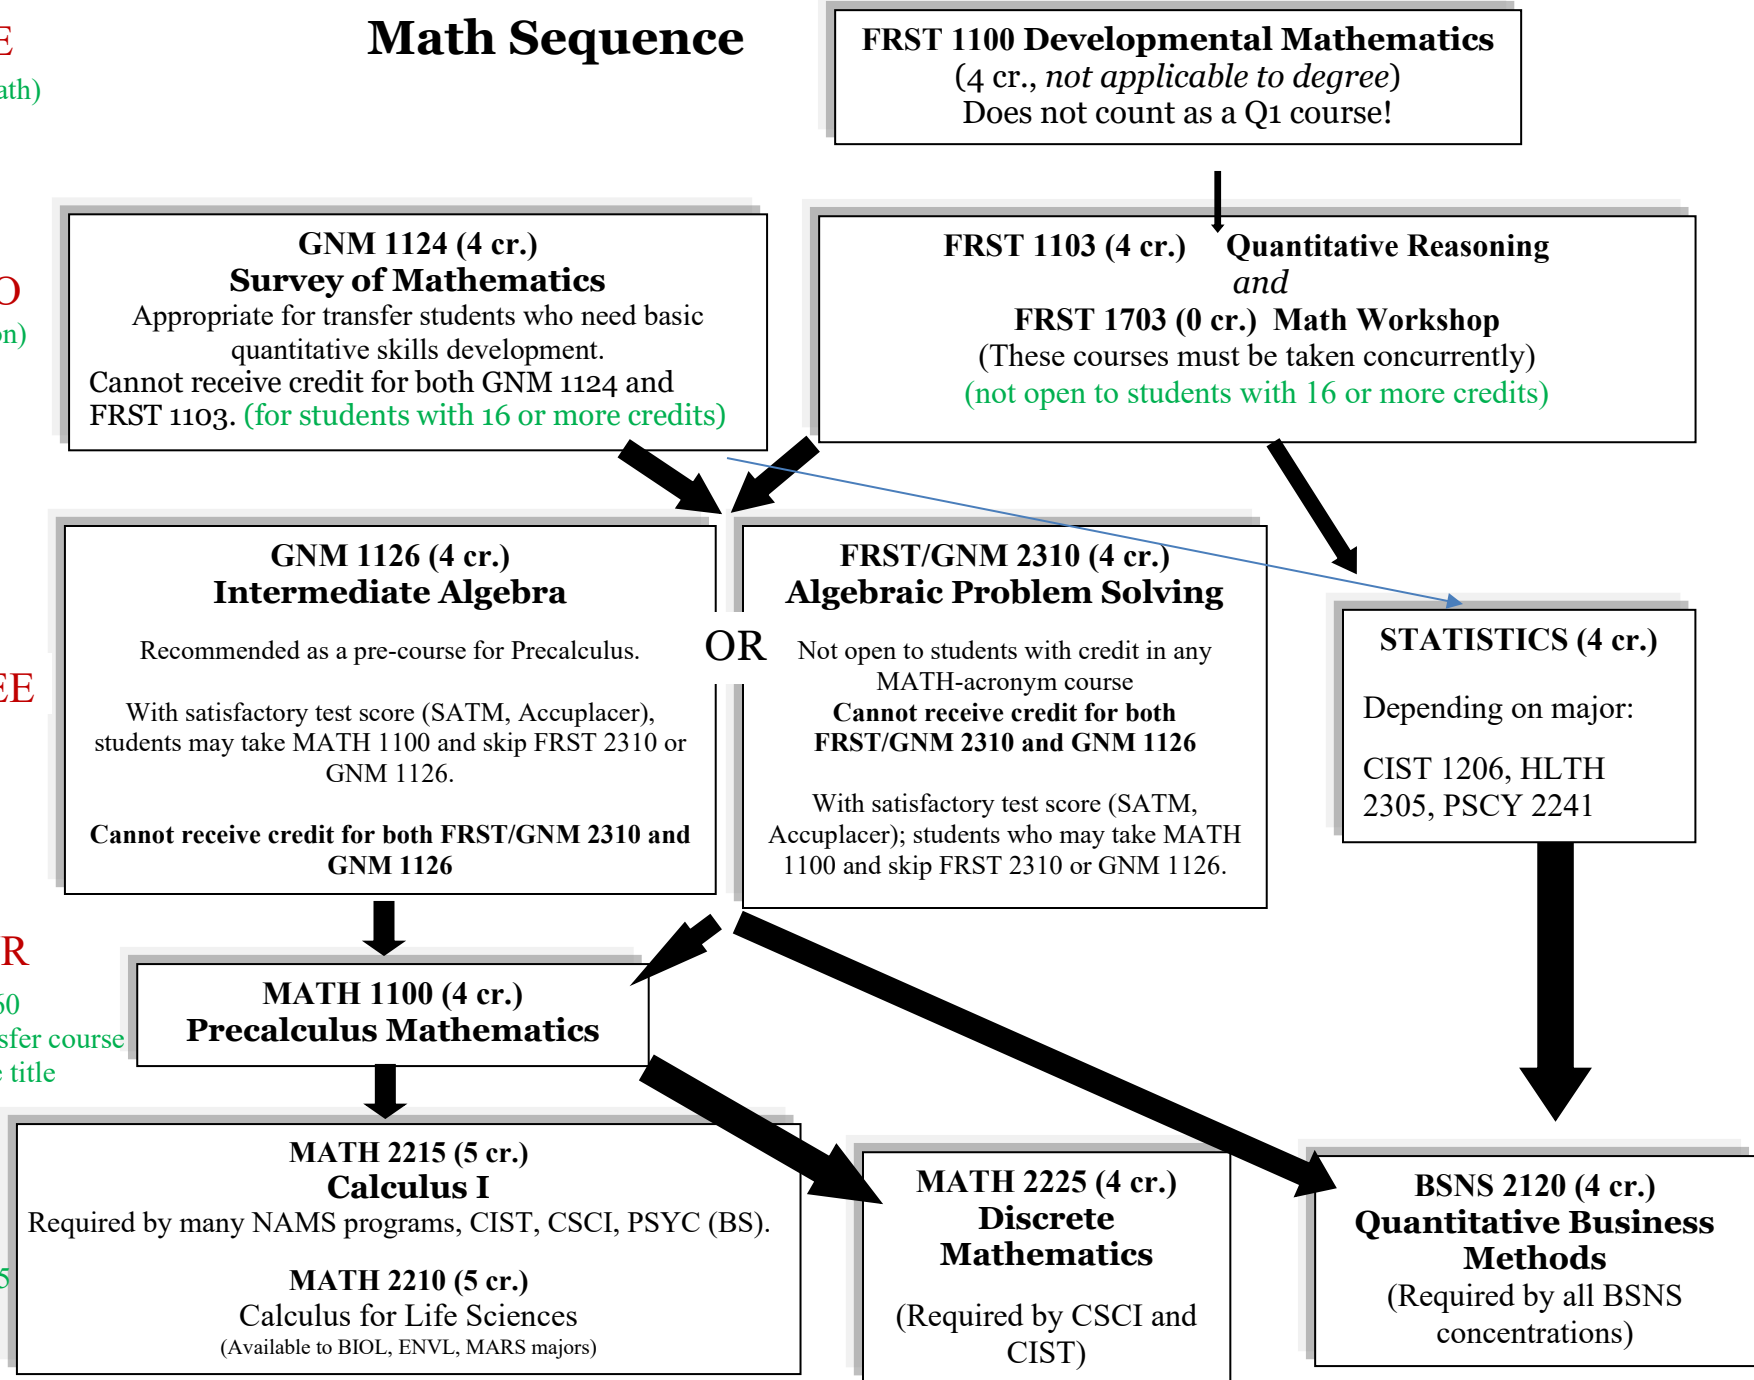 Math Sequence
FRST 1100 Developmental Mathematics
(4 cr., not applicable to degree)
Does not count as a Q1 course!
GNM 1124 (4 cr.)
Survey of Mathematics
Appropriate for transfer students who need basic
quantitative skills development.
Cannot receive credit for both GNM 1124 and
FRST 1103. (for students with 16 or more credits)
FRST 1103 (4 cr.) Quantitative Reasoning
and
FRST 1703 (0 cr.) Math Workshop
(These courses must be taken concurrently)
(not open to students with 16 or more credits)
GNM 1126 (4 cr.)
Intermediate Algebra
Recommended as a pre-course for Precalculus.
With satisfactory test score (SATM, Accuplacer),
students may take MATH 1100 and skip FRST 2310 or
GNM 1126.
Cannot receive credit for both FRST/GNM 2310 and
GNM 1126
OR
FRST/GNM 2310 (4 cr.)
Algebraic Problem Solving
Not open to students with credit in any
MATH-acronym course
Cannot receive credit for both
FRST/GNM 2310 and GNM 1126
With satisfactory test score (SATM,
Accuplacer); students who may take MATH
1100 and skip FRST 2310 or GNM 1126.
STATISTICS (4 cr.)
Depending on major:
CIST 1206, HLTH
2305, PSCY 2241
60
sfer course
title
MATH 1100 (4 cr.)
Precalculus Mathematics
MATH 2215 (5 cr.)
Calculus I
Required by many NAMS programs, CIST, CSCI, PSYC (BS).
MATH 2210 (5 cr.)
Calculus for Life Sciences
(Available to BIOL, ENVL, MARS majors)
MATH 2225 (4 cr.)
Discrete
Mathematics
(Required by CSCI and
CIST)
BSNS 2120 (4 cr.)
Quantitative Business
Methods
(Required by all BSNS
concentrations)